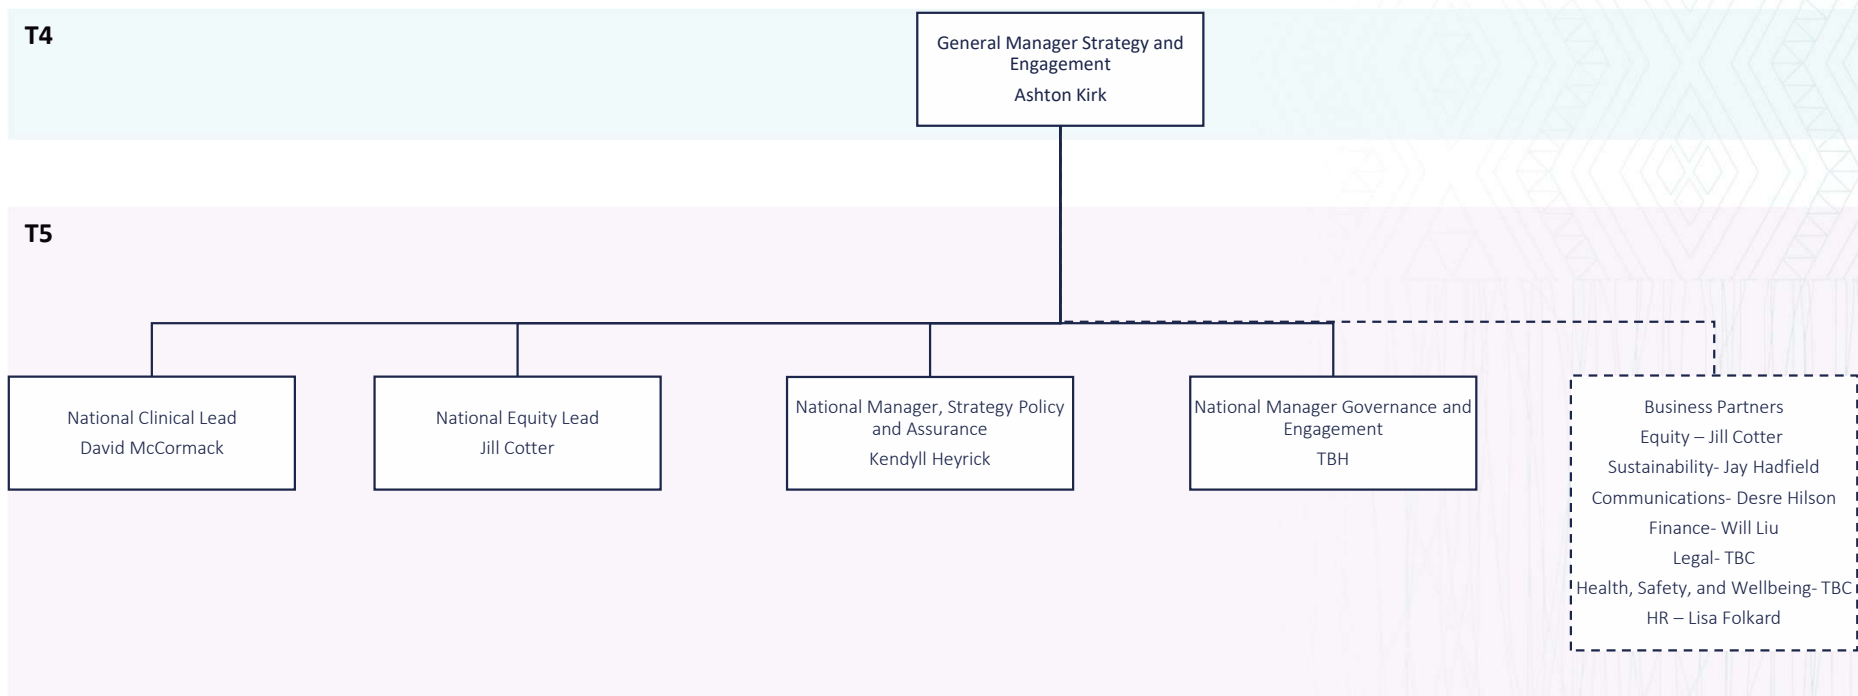 T4
General Manager Strategy and
Engagement
Ashton Kirk
T5
National Clinical Lead
David McCormack
National Equity Lead
Jill Cotter
National Manager, Strategy Policy
and Assurance
Kendyll Heyrick
National Manager Governance and
Engagement
TBH
Business Partners
Equity – Jill Cotter
Sustainability- Jay Hadfield
Communications- Desre Hilson
Finance- Will Liu
Legal- TBC
Health, Safety, and Wellbeing- TBC
HR – Lisa Folkard